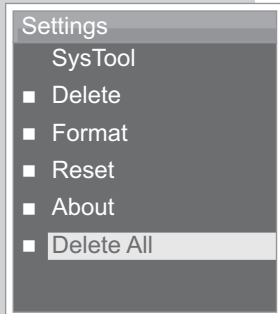 Settings
SysTool
Delete
Format
Reset
About
Delete All